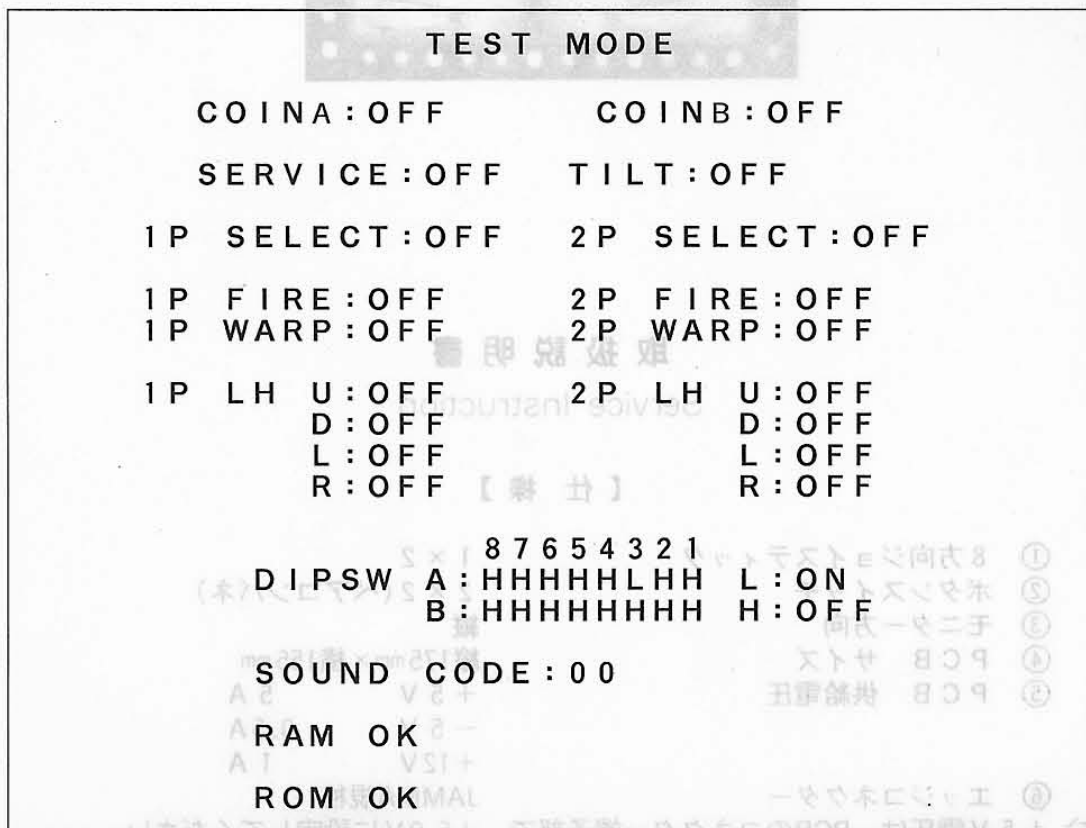 TEST MODE
COINA:OFF COINB:OFF
SERVICE:OFF TILT:OFF
1P SELECT:OFF 2P SELECT:OFF
1P FIRE:OFF 2P FIRE:OFF
1P WARP:OFF 2P WARP:OFF
取扱説明書
1P LH U:OFF 2P LH U:OFF
Service Instruction
D:OFF D:OFF
L:OFF L:OFF
R:OFF R:OFF
【仕様】
87654321
DIPSW A:HHHHHLHH L:ON
B:HHHHHHHH H:OFF
① 8方向ジョイスティック 1×2
② ボタンスイッチ
③ モニター方向 縦
④ PCB サイズ
SOUND CODE:00
⑤ PCB 供給電圧 +5V 5A
RAM OK
+12V 1A
ROM OK
⑥ エッジコネクター